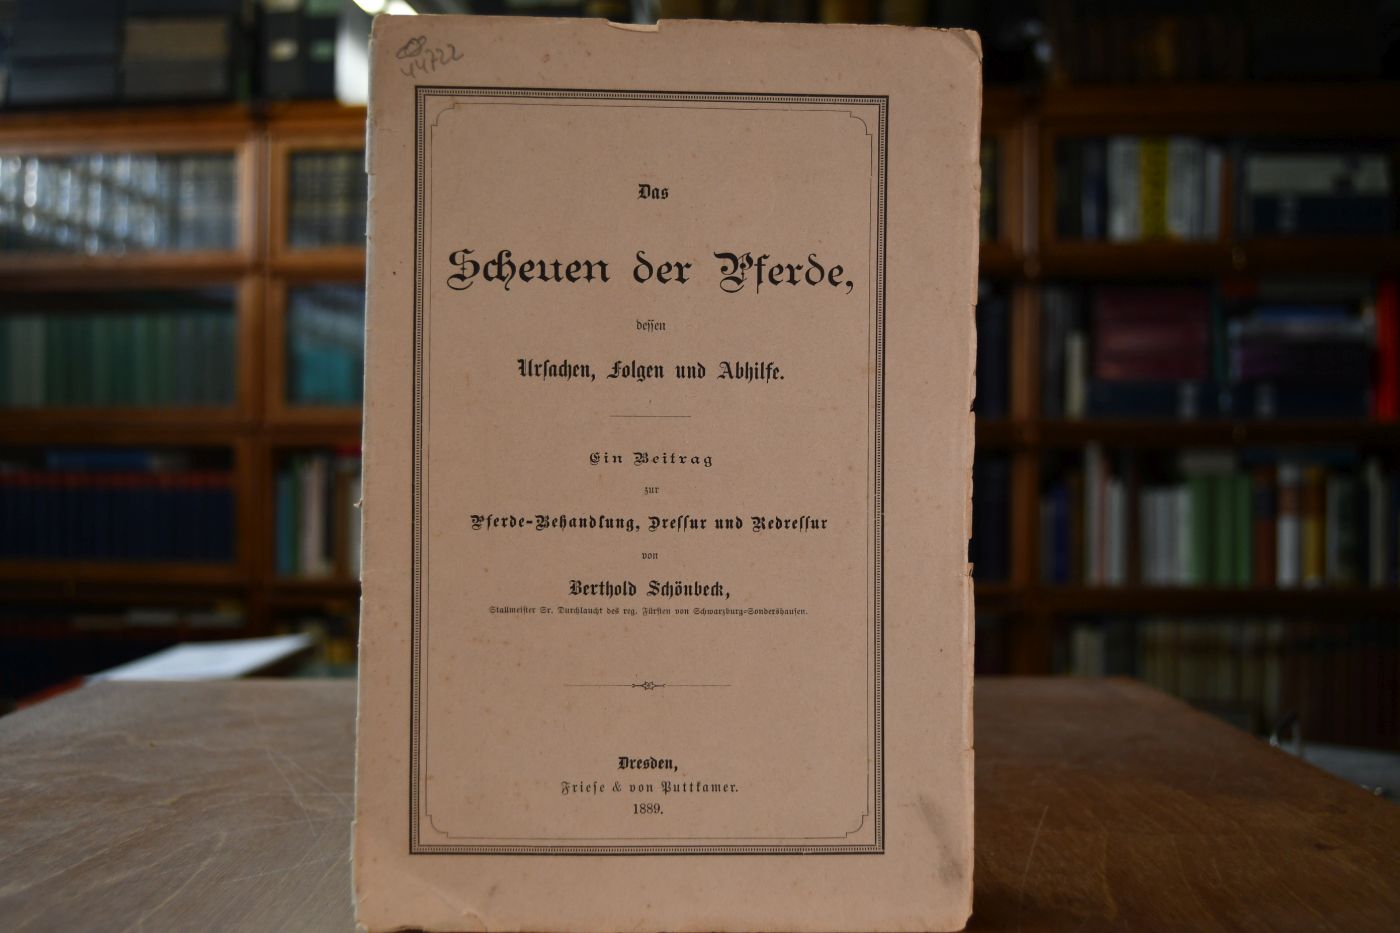 44722
Das
Scheuen der Pferde,
deſſen
Urſachen, Folgen und Abhilfe.
Ein Beitrag
zur
Pferde-Behandlung, Dreſſur und Redreſſur
von
Berthold Schönbeck,
Stallmeiſter Sr. Durchlaucht des reg. Fürſten von Schwarzburg-Sondershauſen.
Dresden,
Frieſe & von Puttkamer.
1889.